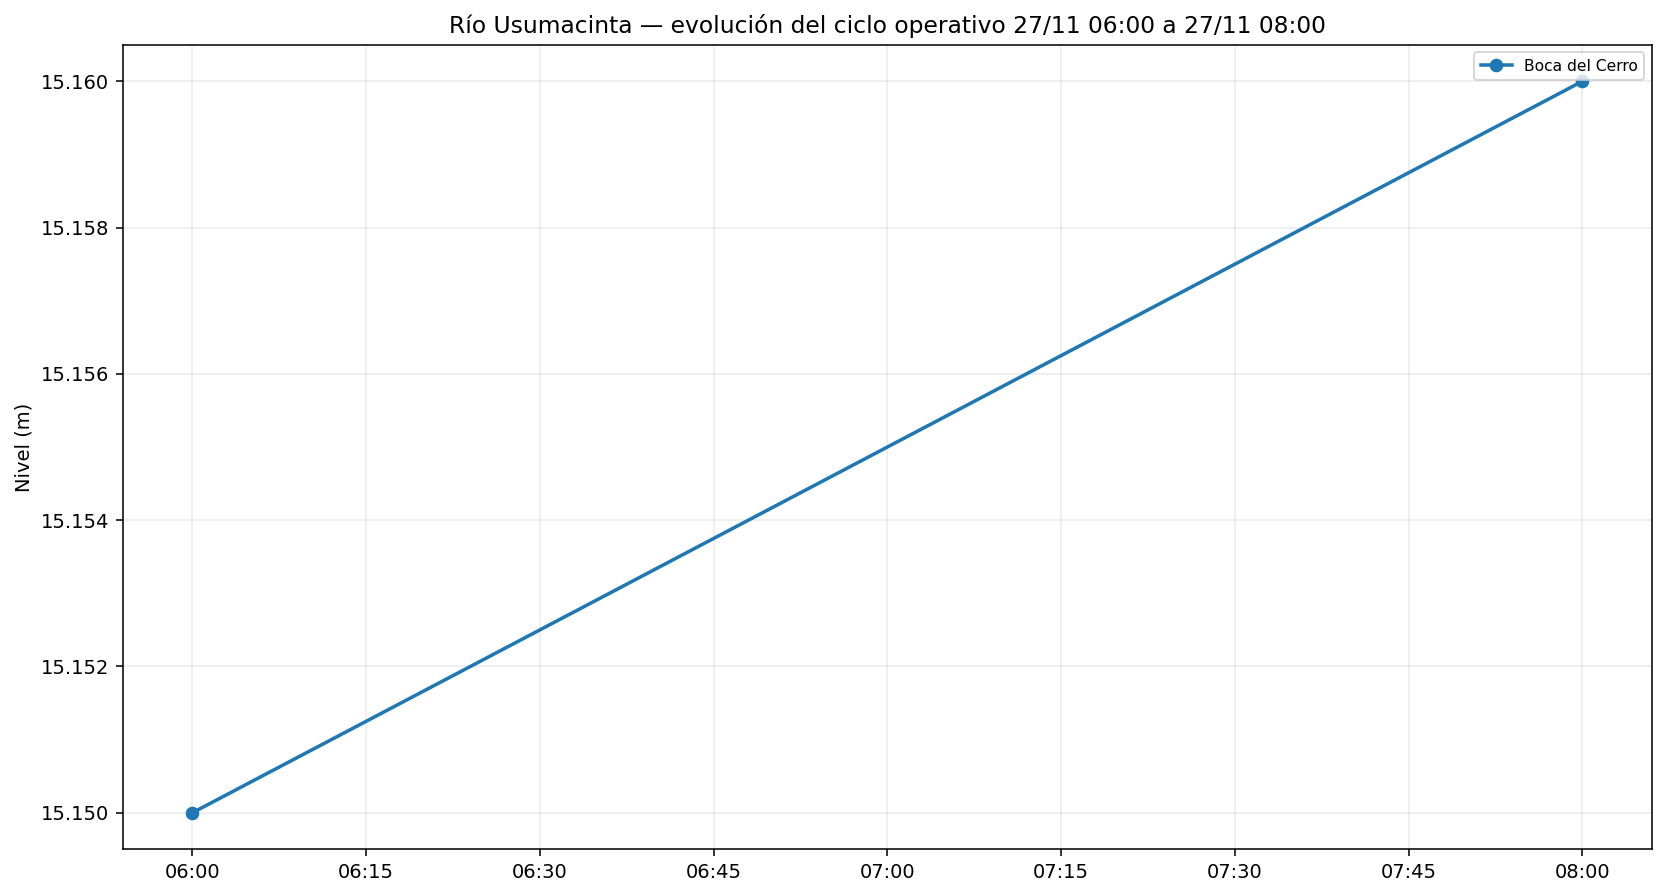 Río Usumacinta — evolución del ciclo operativo 27/11 06:00 a 27/11 08:00
Boca del Cerro
Nivel (m)
15.160
15.158
15.156
15.154
15.152
15.150
06:00 06:15 06:30 06:45 07:00 07:15 07:30 07:45 08:00